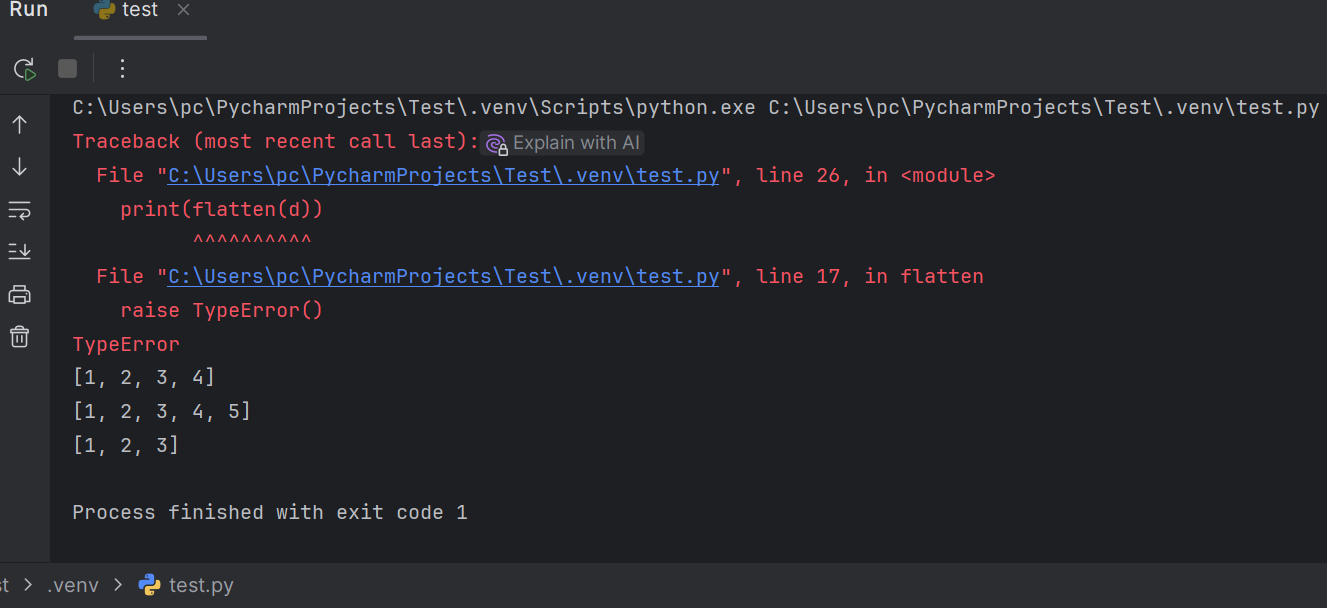 Run test
C:\Users\pc\PycharmProjects\Test\.venv\Scripts\python.exe C:\Users\pc\PycharmProjects\Test\.venv\test.py
Traceback (most recent call last): Explain with AI
  File "C:\Users\pc\PycharmProjects\Test\.venv\test.py", line 26, in <module>
    print(flatten(d))
          ^^^^^^^^^^
  File "C:\Users\pc\PycharmProjects\Test\.venv\test.py", line 17, in flatten
    raise TypeError()
TypeError
[1, 2, 3, 4]
[1, 2, 3, 4, 5]
[1, 2, 3]
Process finished with exit code 1
st > .venv > test.py